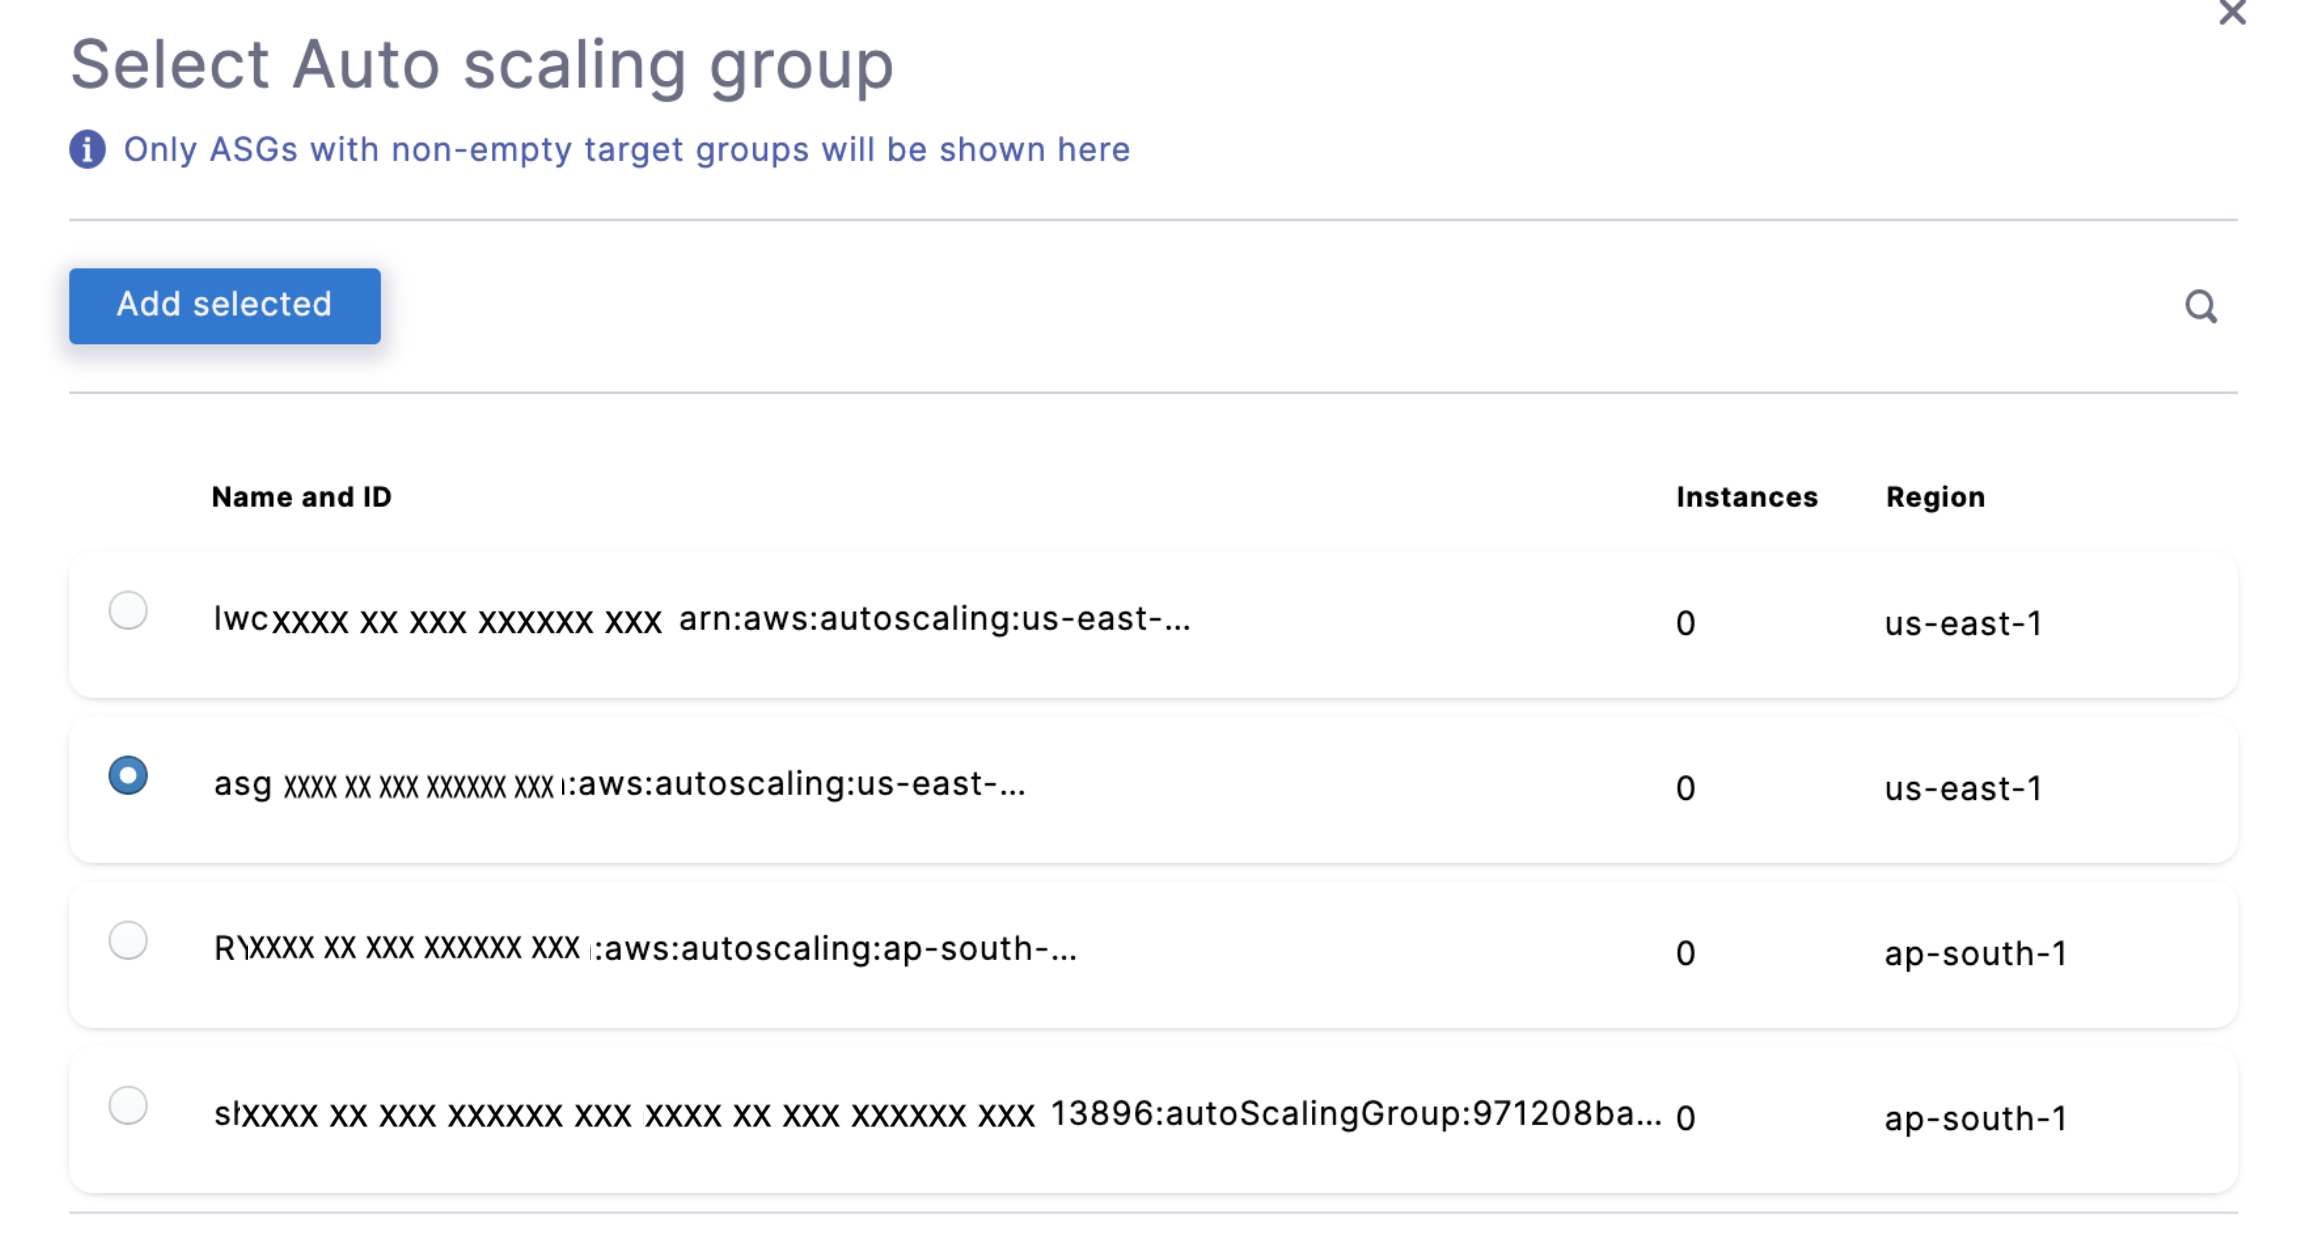 Select Auto scaling group
Only ASGs with non-empty target groups will be shown here
Add selected
Name and ID Instances Region
lwcXXXX XX XXX XXXXXX XXX arn:aws:autoscaling:us-east-... 0 us-east-1
asg XXXX XX XXX XXXXXX XXX :aws:autoscaling:us-east-... 0 us-east-1
RYXXXX XX XXX XXXXXX XXX :aws:autoscaling:ap-south-... 0 ap-south-1
sXXXX XX XXX XXXXXX XXX XXXX XX XXX XXXXXX XXX 13896:autoScalingGroup:971208ba... 0 ap-south-1